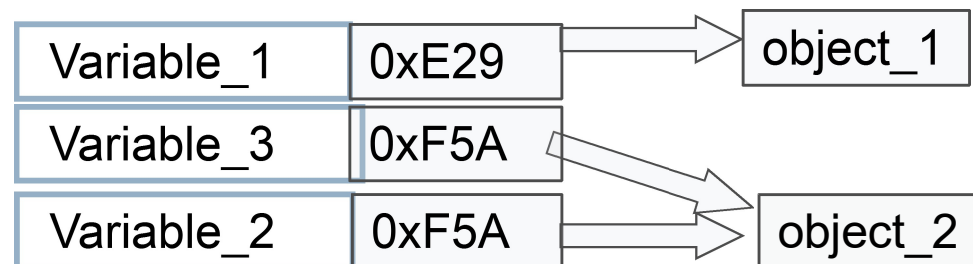 Variable_1 0xE29 object_1
Variable_3 0xF5A
Variable_2 0xF5A object_2